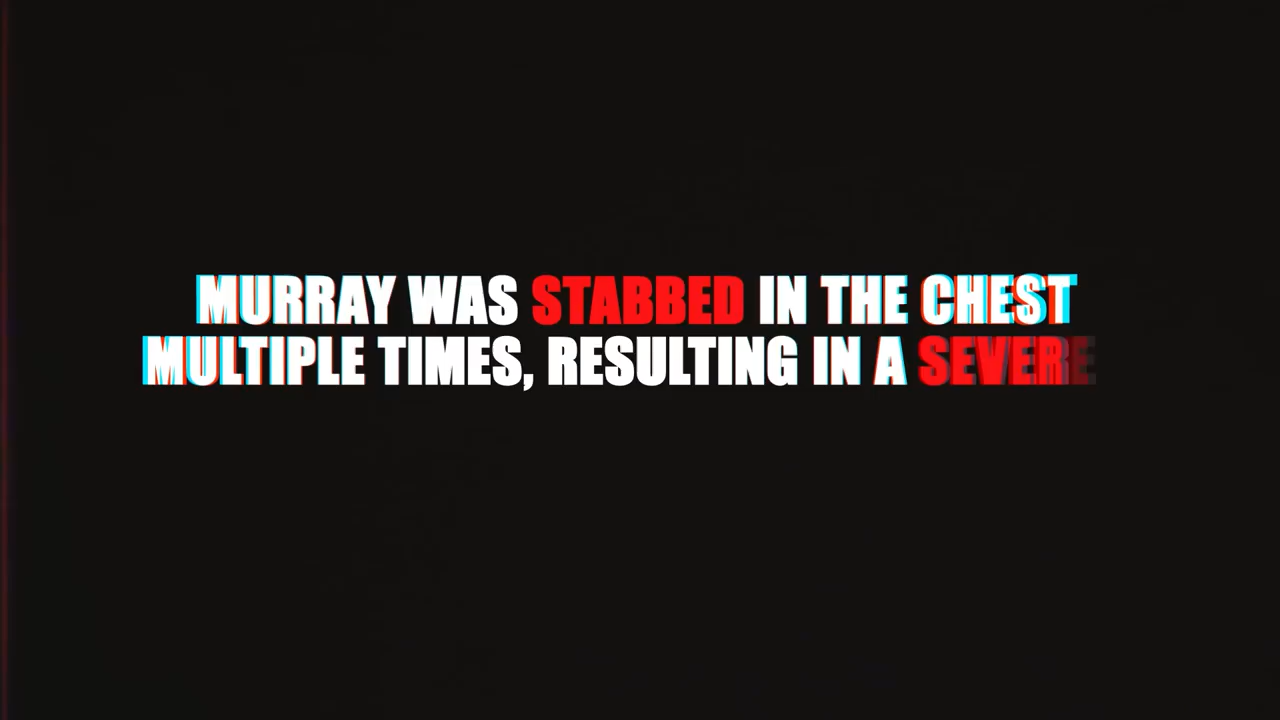 MURRAY WAS STABBED IN THE CHEST
MULTIPLE TIMES, RESULTING IN A SEVERE